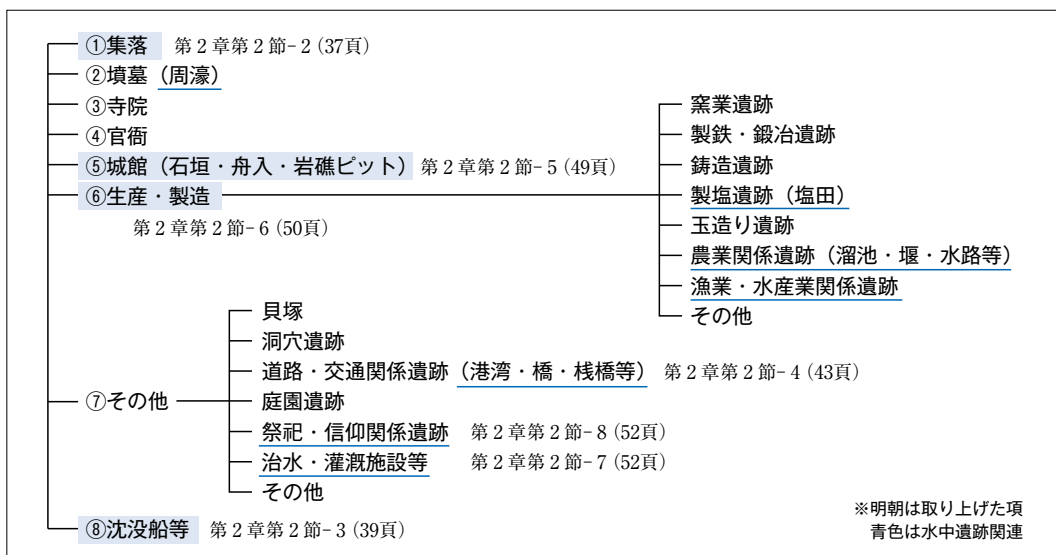 ①集落 第2章第2節-2(37頁)
②墳墓(周濠)
③寺院
④官衙
⑤城館(石垣・舟入・岩礁ピット) 第2章第2節-5(49頁)
⑥生産・製造
第2章第2節-6(50頁)
窯業遺跡
製鉄・鍛冶遺跡
鋳造遺跡
製塩遺跡(塩田)
玉造り遺跡
農業関係遺跡(溜池・堰・水路等)
漁業・水産業関係遺跡
その他
⑦その他
貝塚
洞穴遺跡
道路・交通関係遺跡(港湾・橋・桟橋等) 第2章第2節-4(43頁)
庭園遺跡
祭祀・信仰関係遺跡 第2章第2節-8(52頁)
治水・灌漑施設等 第2章第2節-7(52頁)
その他
⑧沈没船等 第2章第2節-3(39頁)
※明朝は取り上げた項
青色は水中遺跡関連